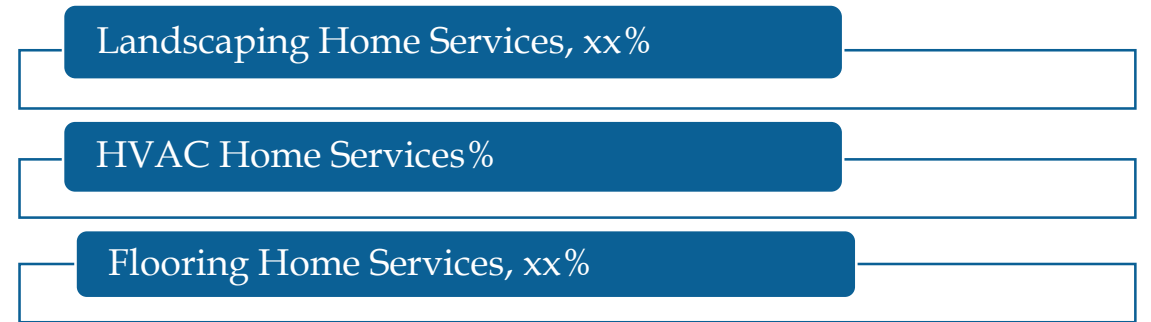 Landscaping Home Services, xx%
HVAC Home Services%
Flooring Home Services, xx%